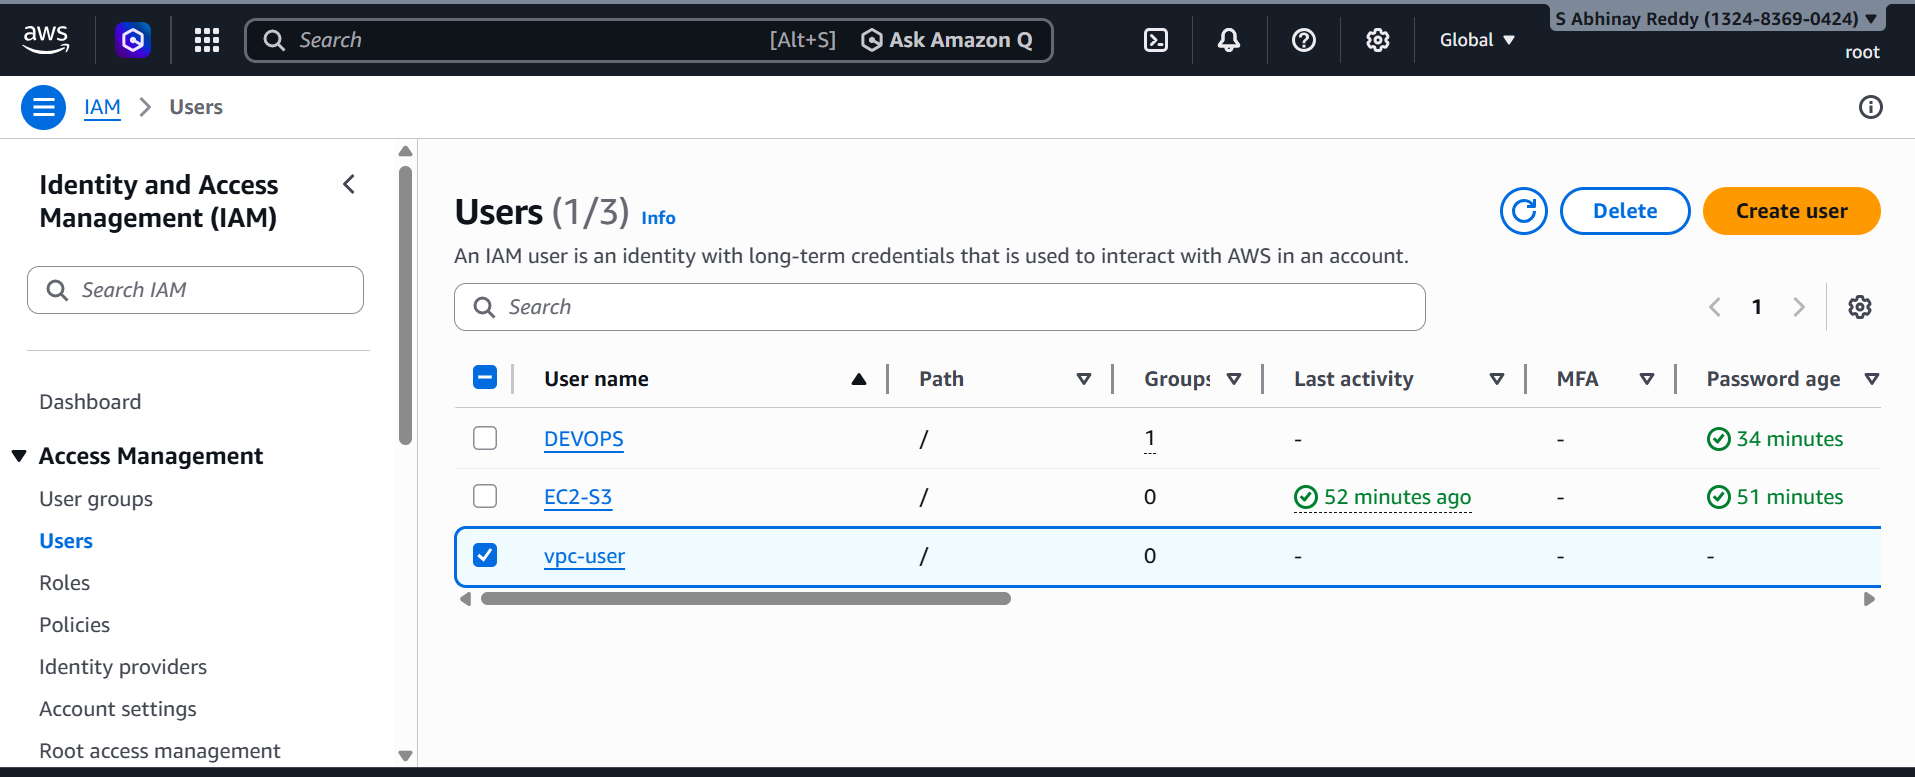 aws
Search [Alt+S] Ask Amazon Q Global S Abhinay Reddy (1324-8369-0424)
root
IAM Users
Identity and Access
Management (IAM)
Search IAM
Dashboard
Access Management
User groups
Users
Roles
Policies
Identity providers
Account settings
Root access management
Users (1/3) Info Delete Create user
An IAM user is an identity with long-term credentials that is used to interact with AWS in an account.
Search 1
User name Path Groups Last activity MFA Password age
DEVOPS / 1 - - 34 minutes
EC2-S3 / 0 52 minutes ago - 51 minutes
vpc-user / 0 - - -